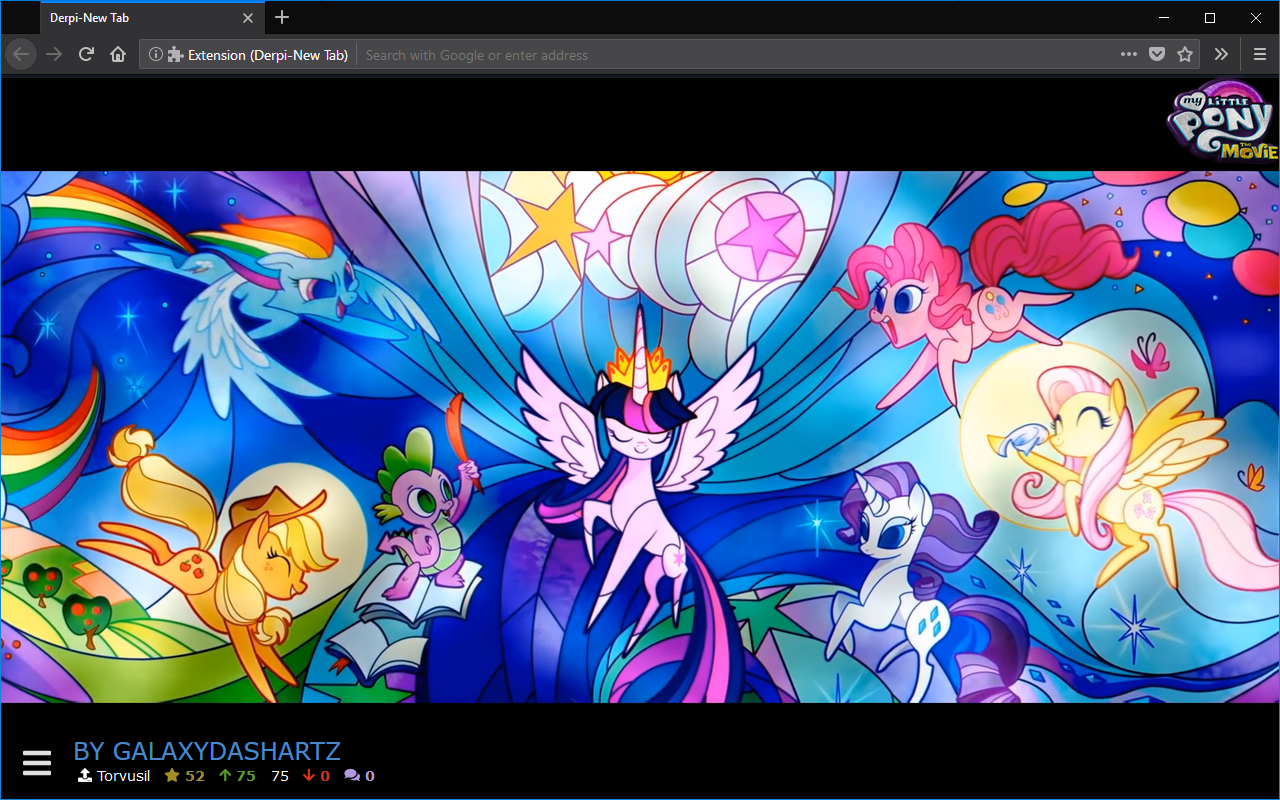 Derpi-New Tab
Extension (Derpi-New Tab)
Search with Google or enter address
my
LITTLE
PONY
THE
MOVIE
BY GALAXYDASHARTZ
Torvusil 52 75 75 0 0